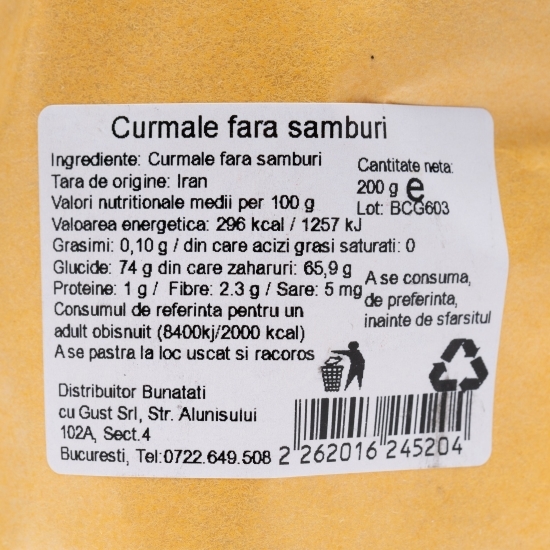 Curmale fara samburi
Ingrediente: Curmale fara samburi
Tara de origine: Iran
Valori nutritionale medii per 100 g
Valoarea energetica: 296 kcal / 1257 kJ
Grasimi: 0,10 g / din care acizi grasi saturati: 0
Glucide: 74 g din care zaharuri: 65,9 g
Proteine: 1 g / Fibre: 2.3 g / Sare: 5 mg
Consumul de referinta pentru un
adult obisnuit (8400kj/2000 kcal)
A se pastra la loc uscat si racoros
Cantitate neta:
200 g e
Lot: BCG603
A se consuma,
de preferinta,
inainte de sfarsitul
Distribuitor Bunatati
cu Gust Srl, Str. Alunisului
102A, Sect.4
Bucuresti, Tel:0722.649.508
2 262016 245204